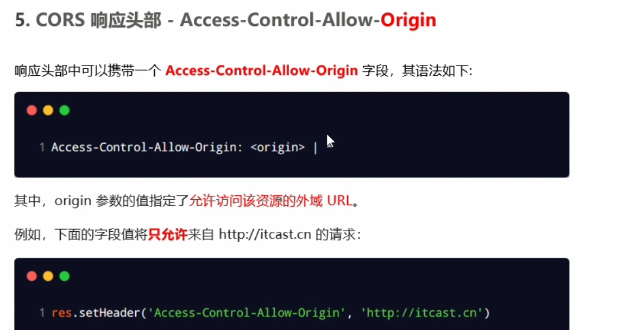 5. CORS 响应头部 - Access-Control-Allow-Origin
响应头部中可以携带一个 Access-Control-Allow-Origin 字段，其语法如下:
1 Access-Control-Allow-Origin: <origin> |
其中，origin 参数的值指定了允许访问该资源的外域 URL。
例如，下面的字段值将只允许来自 http://itcast.cn 的请求：
1 res.setHeader('Access-Control-Allow-Origin', 'http://itcast.cn')